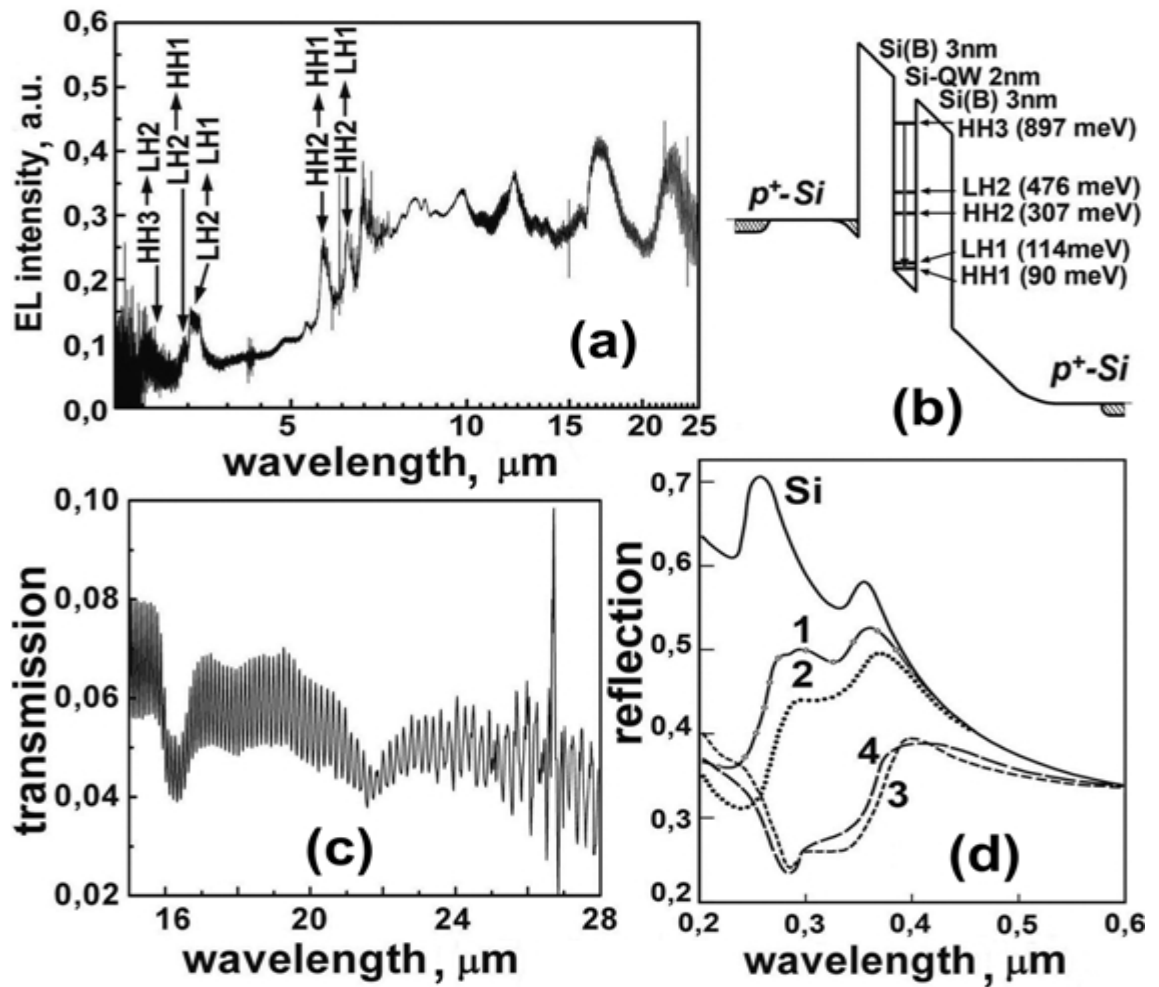 EL intensity, a.u.
0,6
0,5
0,4
0,3
0,2
0,1
0,0
HH3→LH2
LH2→HH1
LH2→LH1
HH2→HH1
HH2→LH1
(a)
5
10
15
20
25
wavelength, μm
Si(B) 3nm
Si-QW 2nm
Si(B) 3nm
HH3 (897 meV)
LH2 (476 meV)
HH2 (307 meV)
LH1 (114meV)
HH1 (90 meV)
p⁺-Si
p⁺-Si
(b)
transmission
0,10
0,08
0,06
0,04
0,02
(c)
16
20
24
28
wavelength, μm
reflection
0,7
0,6
0,5
0,4
0,3
0,2
Si
1
2
4
3
(d)
0,2
0,3
0,4
0,5
0,6
wavelength, μm